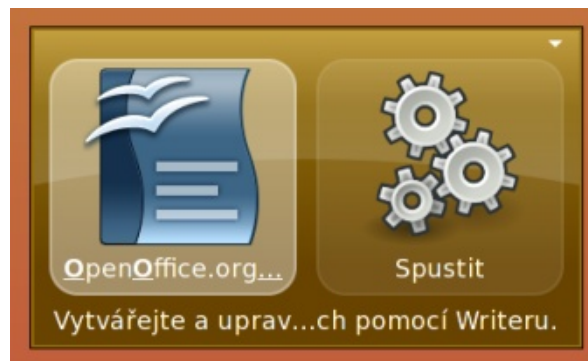 OpenOffice.org...
Spustit
Vytvářejte a uprav...ch pomocí Writeru.